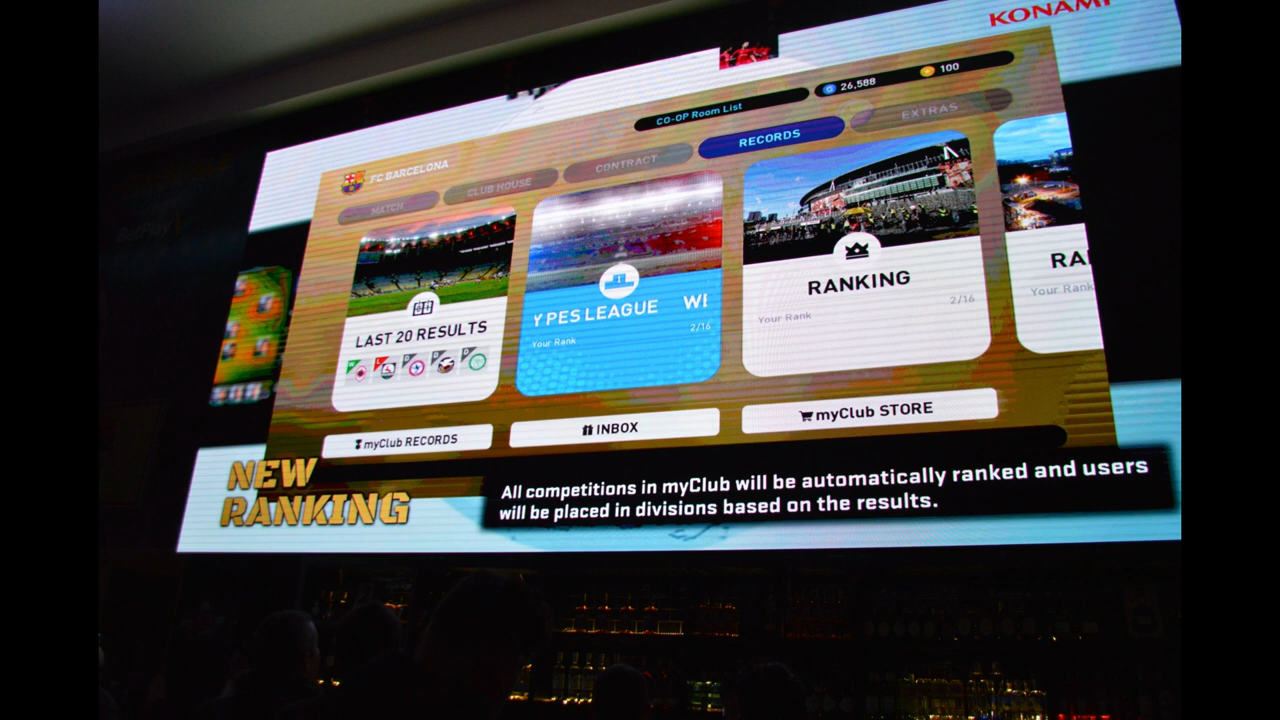 KONAMI
26,588
100
CO-OP Room List
FC BARCELONA
MATCH
CLUB HOUSE
CONTRACT
RECORDS
EXTRAS
LAST 20 RESULTS
Y PES LEAGUE
Your Rank
2/16
RANKING
Your Rank
2/16
Your Rank
myClub RECORDS
INBOX
myClub STORE
NEW
RANKING
All competitions in myClub will be automatically ranked and users
will be placed in divisions based on the results.